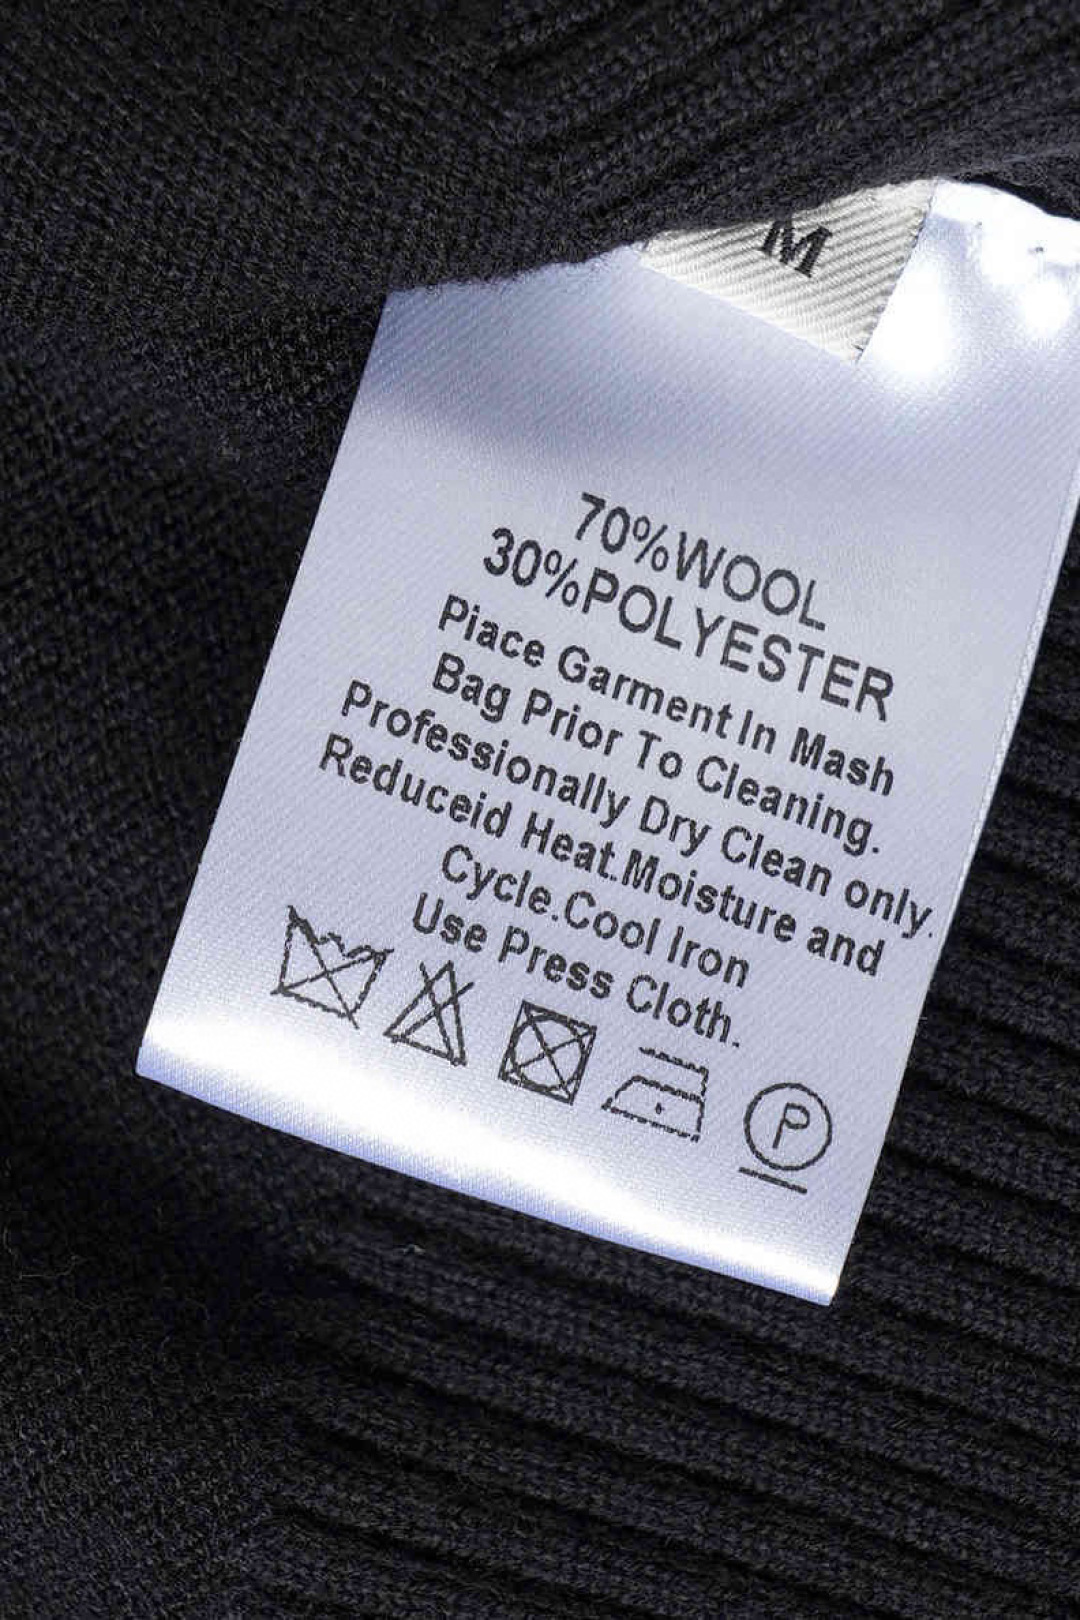 M
70%WOOL
30%POLYESTER
Piace Garment In Mash
Bag Prior To Cleaning.
Professionally Dry Clean only.
Reduceid Heat.Moisture and
Cycle.Cool Iron
Use Press Cloth.
P